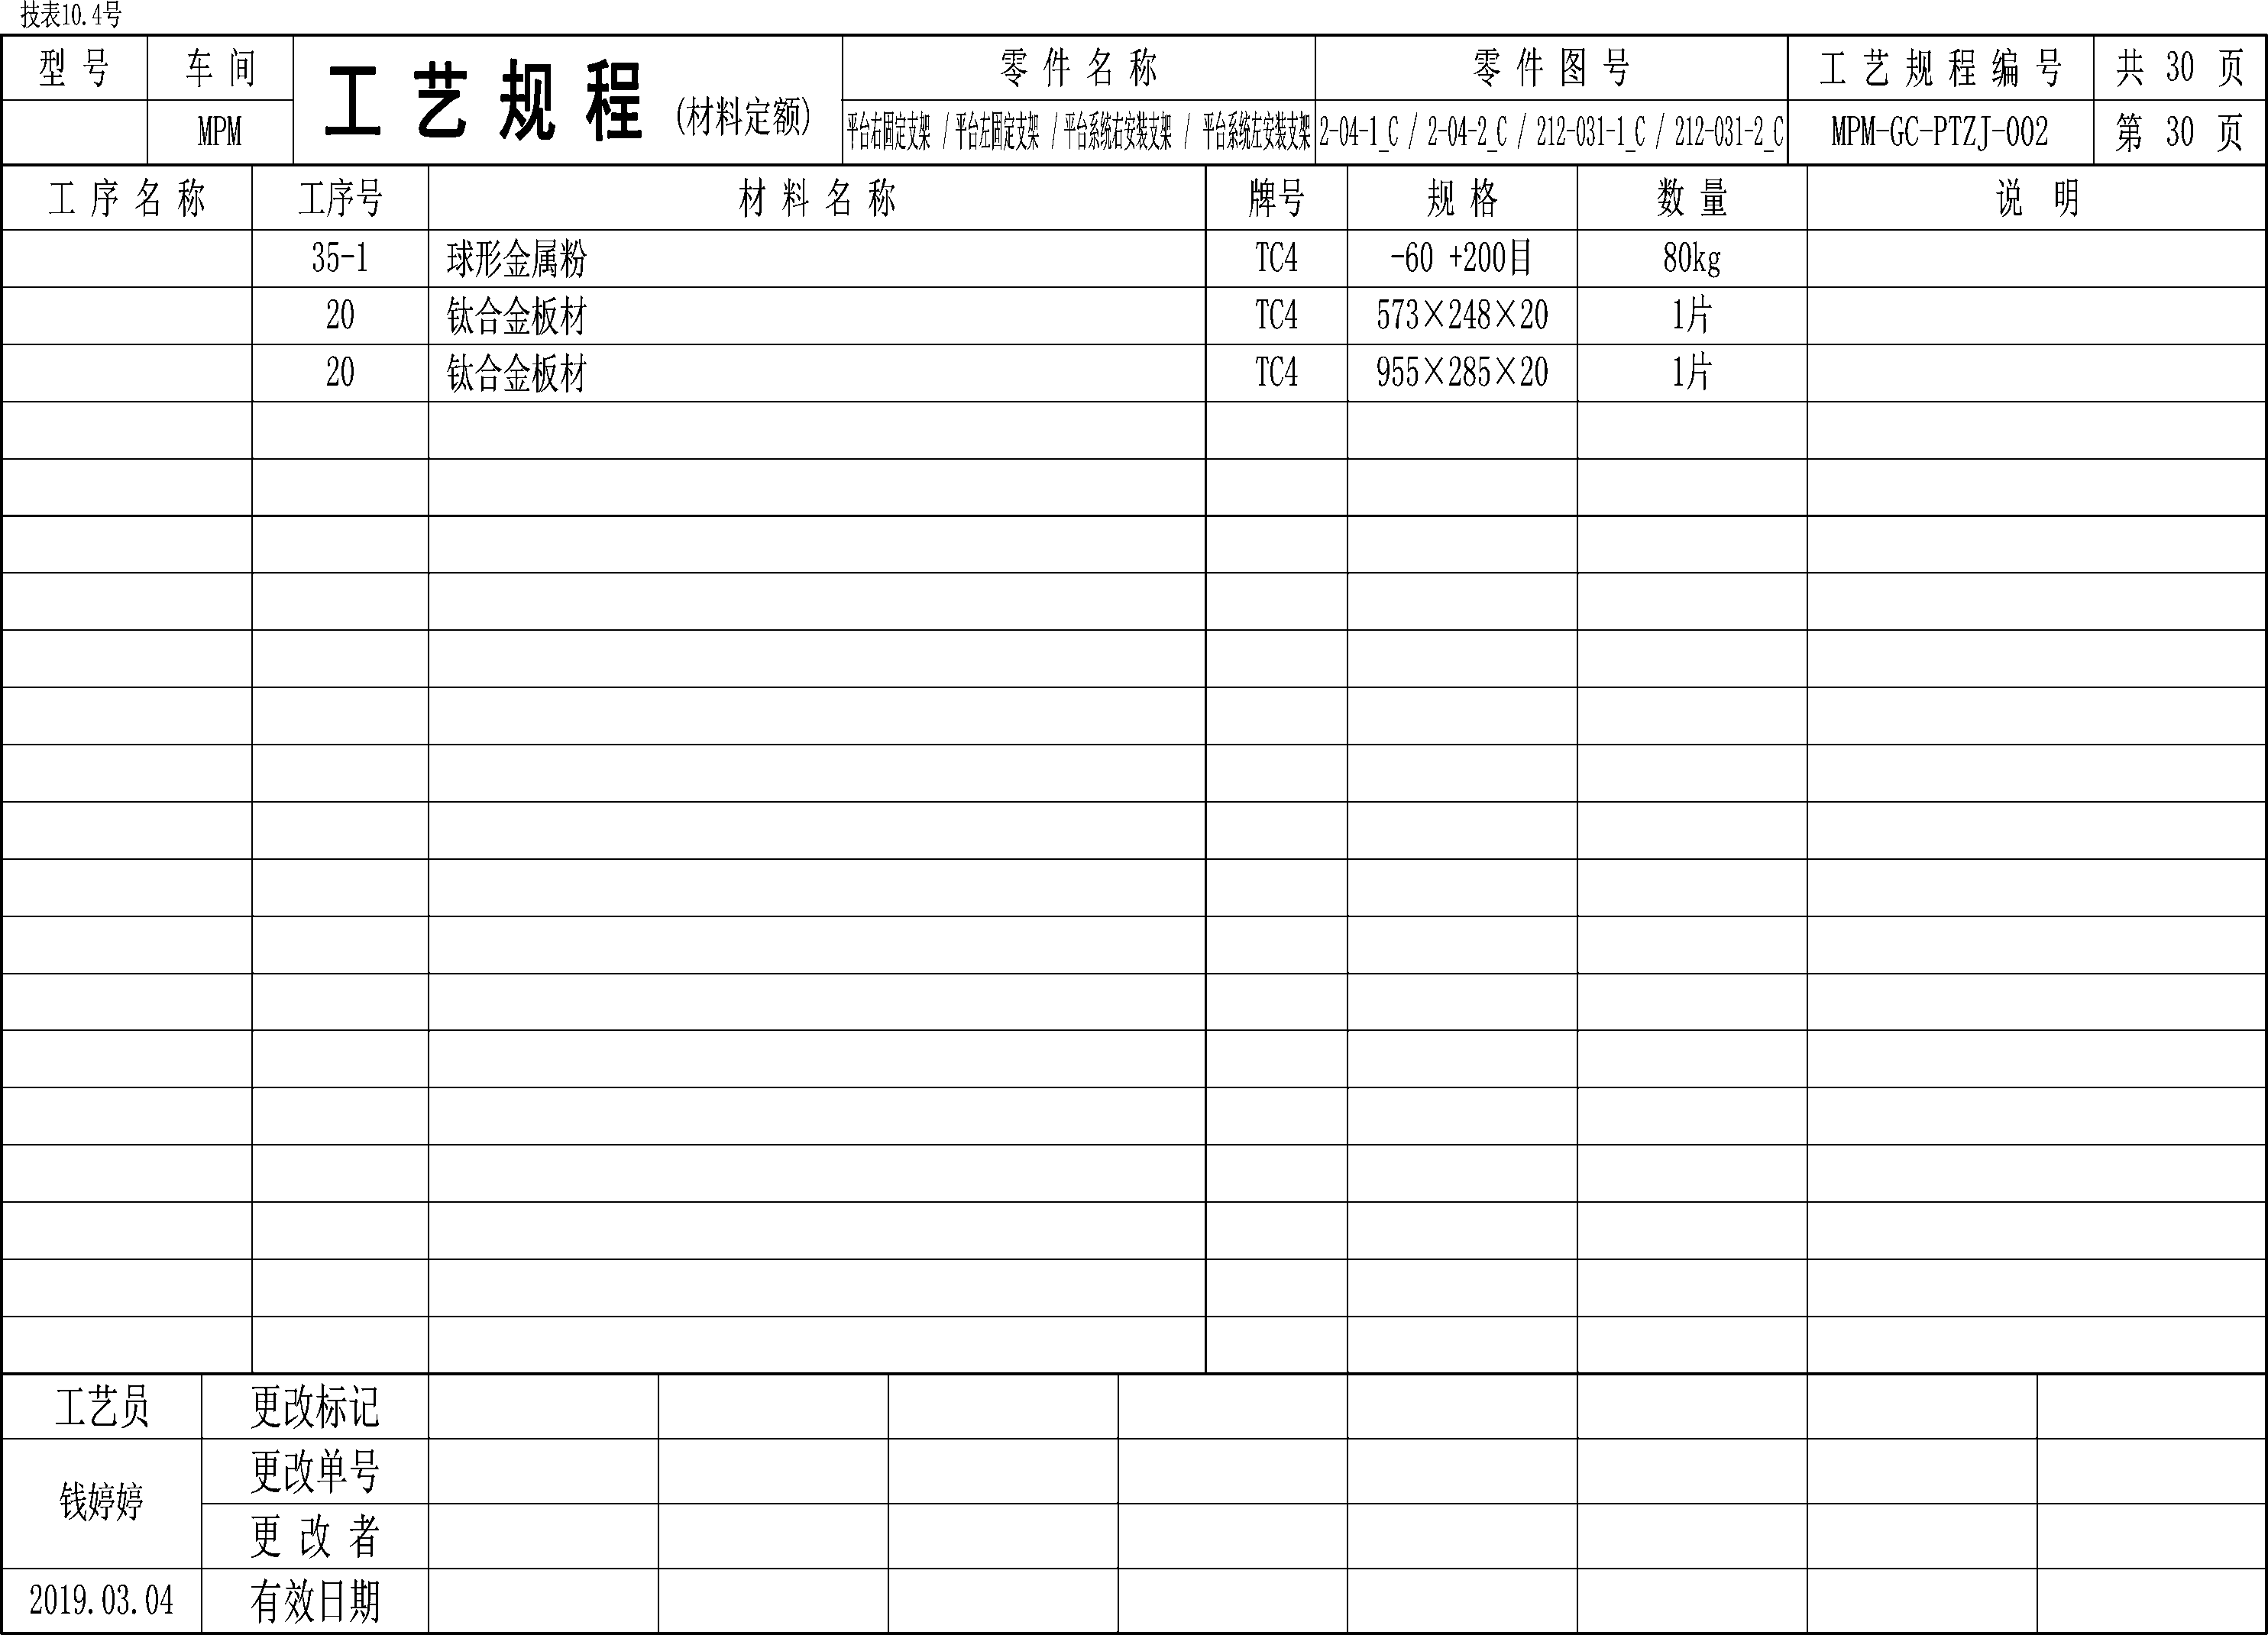 技表10.4号
型 号 车 间 工 艺 规 程 (材料定额) 零 件 名 称 零 件 图 号 工 艺 规 程 编 号 共 30 页
MPM 平台右固定支架 / 平台左固定支架 / 平台系统右安装支架 / 平台系统左安装支架 2-04-1_C / 2-04-2_C / 212-031-1_C / 212-031-2_C MPM-GC-PTZJ-002 第 30 页
工 序 名 称 工序号 材 料 名 称 牌号 规 格 数 量 说 明
35-1 球形金属粉 TC4 -60 +200目 80kg
20 钛合金板材 TC4 573×248×20 1片
20 钛合金板材 TC4 955×285×20 1片
工艺员 更改标记
更改单号
钱婷婷
更 改 者
2019.03.04 有效日期